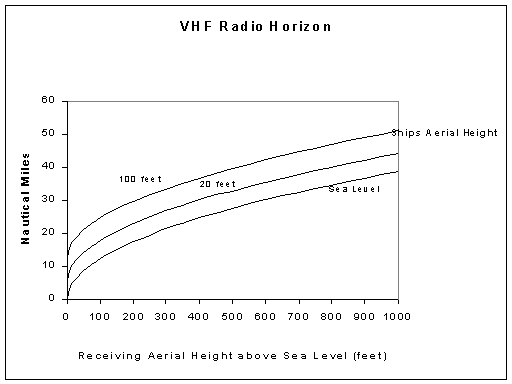 VHF Radio Horizon
60
50
Ships Aerial Height
40
100 feet
20 feet
Sea Level
30
20
10
0
Nautical Miles
0 100 200 300 400 500 600 700 800 900 1000
Receiving Aerial Height above Sea Level (feet)